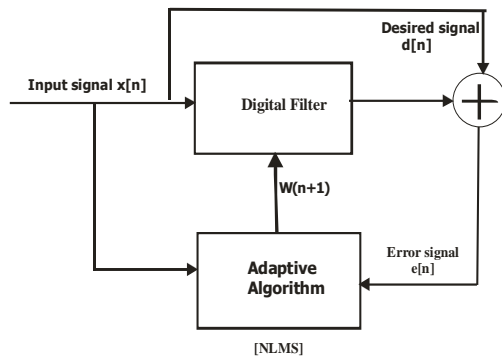 Desired signal
d[n]
Input signal x[n]
Digital Filter
W(n+1)
Adaptive
Algorithm
Error signal
e[n]
[NLMS]